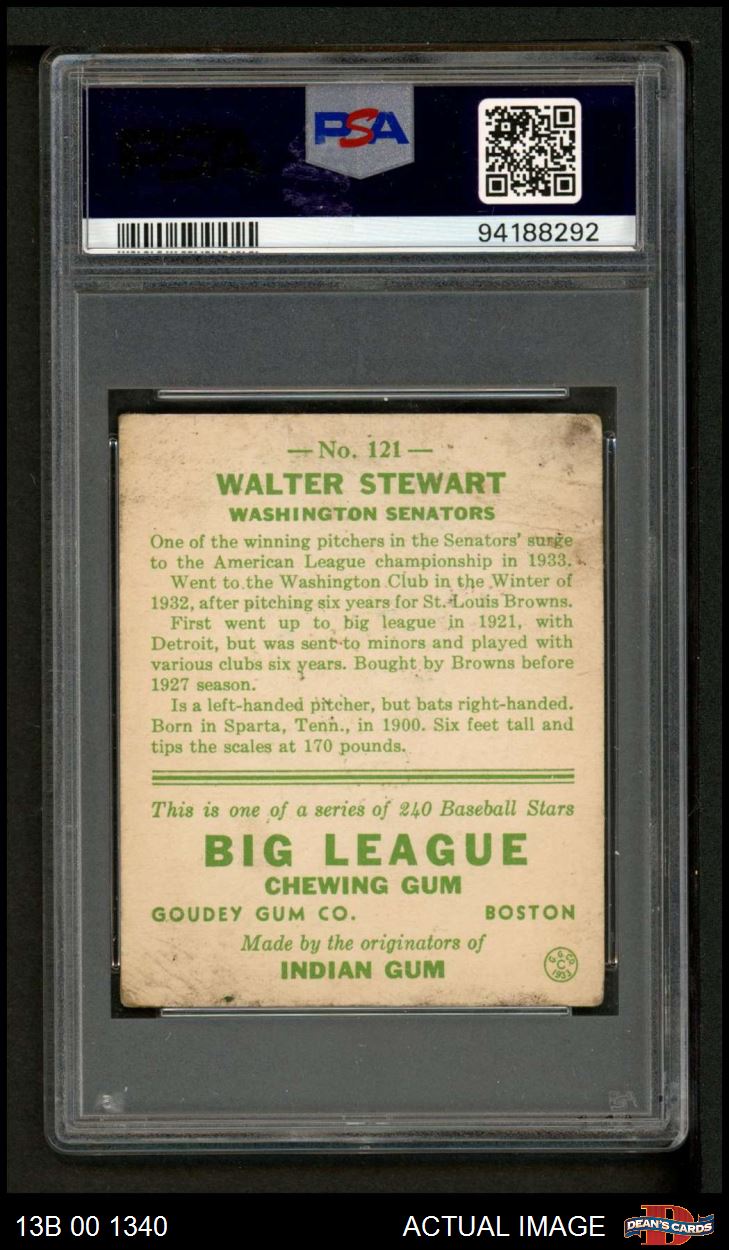 PSA
94188292
— No. 121 —
WALTER STEWART
WASHINGTON SENATORS
One of the winning pitchers in the Senators' surge
to the American League championship in 1933.
Went to the Washington Club in the Winter of
1932, after pitching six years for St. Louis Browns.
First went up to big league in 1921, with
Detroit, but was sent to minors and played with
various clubs six years. Bought by Browns before
1927 season.
Is a left-handed pitcher, but bats right-handed.
Born in Sparta, Tenn., in 1900. Six feet tall and
tips the scales at 170 pounds.
This is one of a series of 240 Baseball Stars
BIG LEAGUE
CHEWING GUM
GOUDEY GUM CO. BOSTON
Made by the originators of
INDIAN GUM
G. G. CO.
C
1933
13B 00 1340 ACTUAL IMAGE DEAN'S CARDS